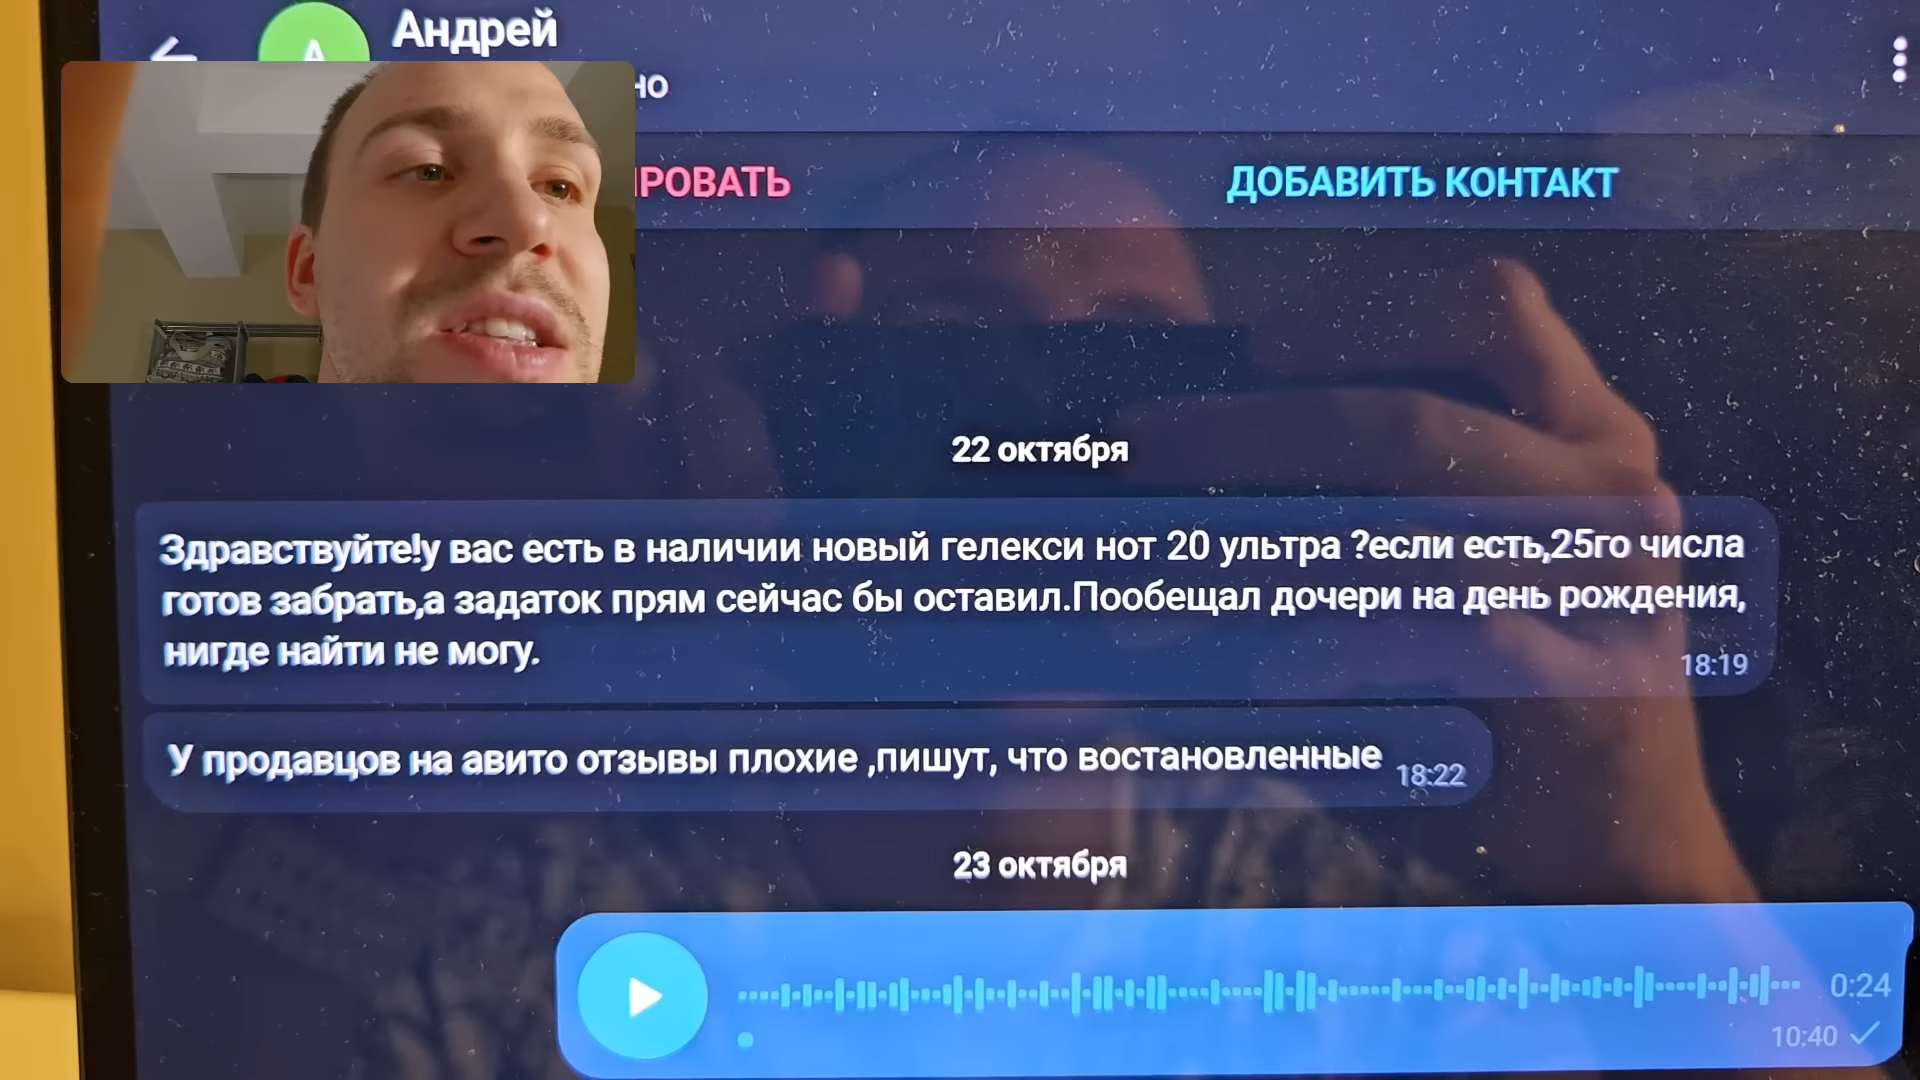 Андрей
но
ИРОВАТЬ
ДОБАВИТЬ КОНТАКТ
22 октября
Здравствуйте!у вас есть в наличии новый гелекси нот 20 ультра ?если есть,25го числа
готов забрать,а задаток прям сейчас бы оставил.Пообещал дочери на день рождения,
нигде найти не могу.
18:19
У продавцов на авито отзывы плохие ,пишут, что востановленные
18:22
23 октября
0:24
10:40